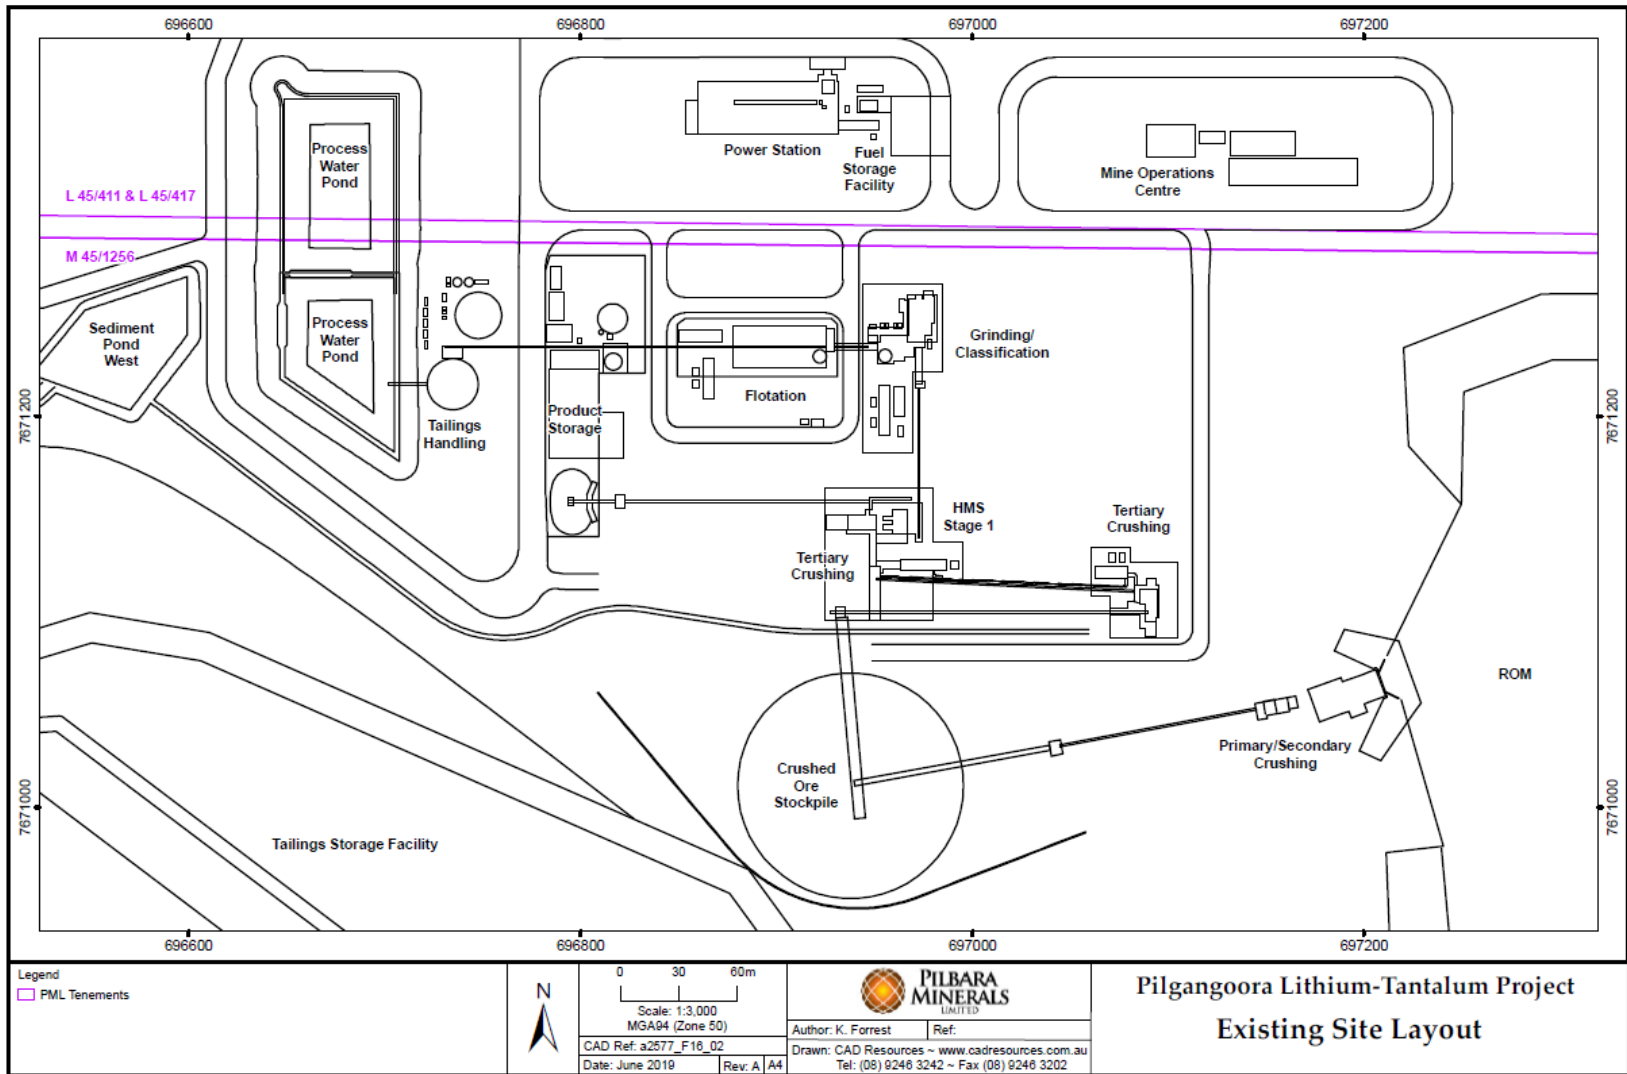 696600
696800
697000
697200
Process
Water
Pond
Power Station
Fuel
Storage
Facility
Mine Operations
Centre
L 45/411 & L 45/417
M 45/1256
Sediment
Pond
West
Process
Water
Pond
Grinding/
Classification
Flotation
7671200
Tailings
Handling
Product
Storage
7671200
HMS
Stage 1
Tertiary
Crushing
Tertiary
Crushing
ROM
Primary/Secondary
Crushing
Crushed
Ore
Stockpile
7671000
7671000
Tailings Storage Facility
696600
696800
697000
697200
Legend
PML Tenements
N
0 30 60m
Scale: 1:3,000
MGA94 (Zone 50)
CAD Ref: a2577_F16_02
Date: June 2019 Rev: A A4
PILBARA
MINERALS
LIMITED
Author: K. Forrest Ref:
Drawn: CAD Resources ~ www.cadresources.com.au
Tel: (08) 9246 3242 ~ Fax (08) 9246 3202
Pilgangoora Lithium-Tantalum Project
Existing Site Layout